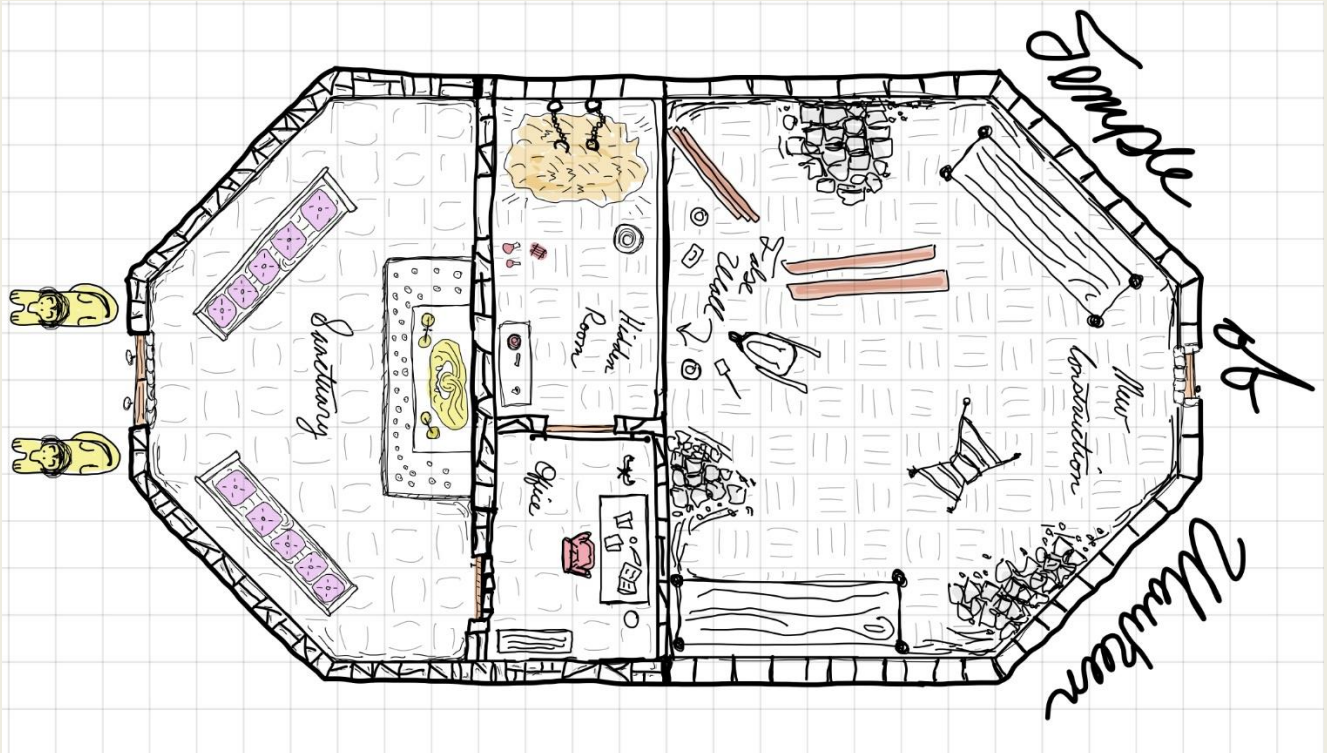 Temple
of
Waukeen
New
Construction
False
Wall
Hidden
Room
Office
Sanctuary